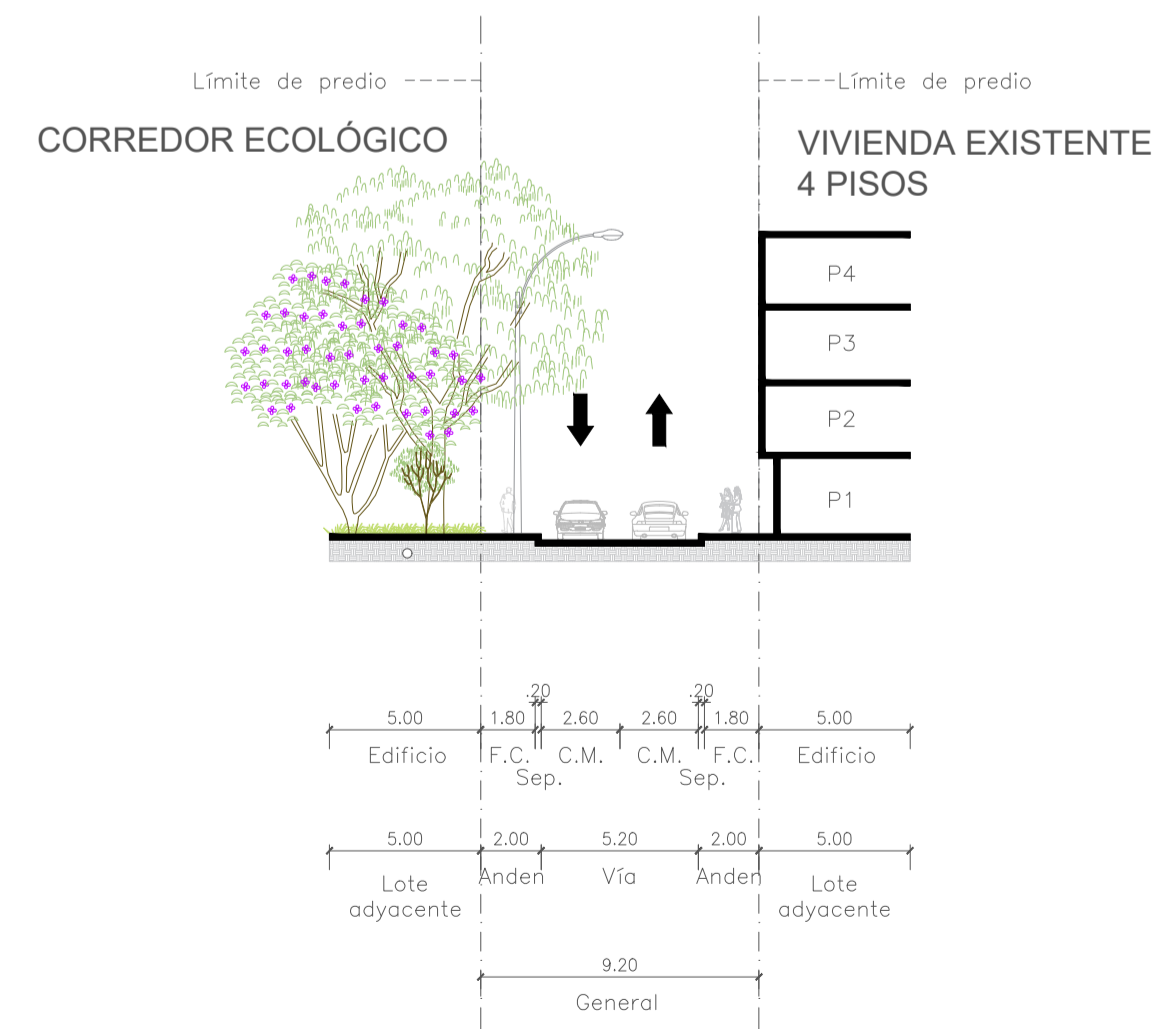 Límite de predio
Límite de predio
CORREDOR ECOLÓGICO
VIVIENDA EXISTENTE
4 PISOS
P4
P3
P2
P1
.20 .20
5.00 1.80 2.60 2.60 1.80 5.00
Edificio F.C. C.M. C.M. F.C. Edificio
Sep. Sep.
5.00 2.00 5.20 2.00 5.00
Lote Anden Vía Anden Lote
adyacente adyacente
9.20
General